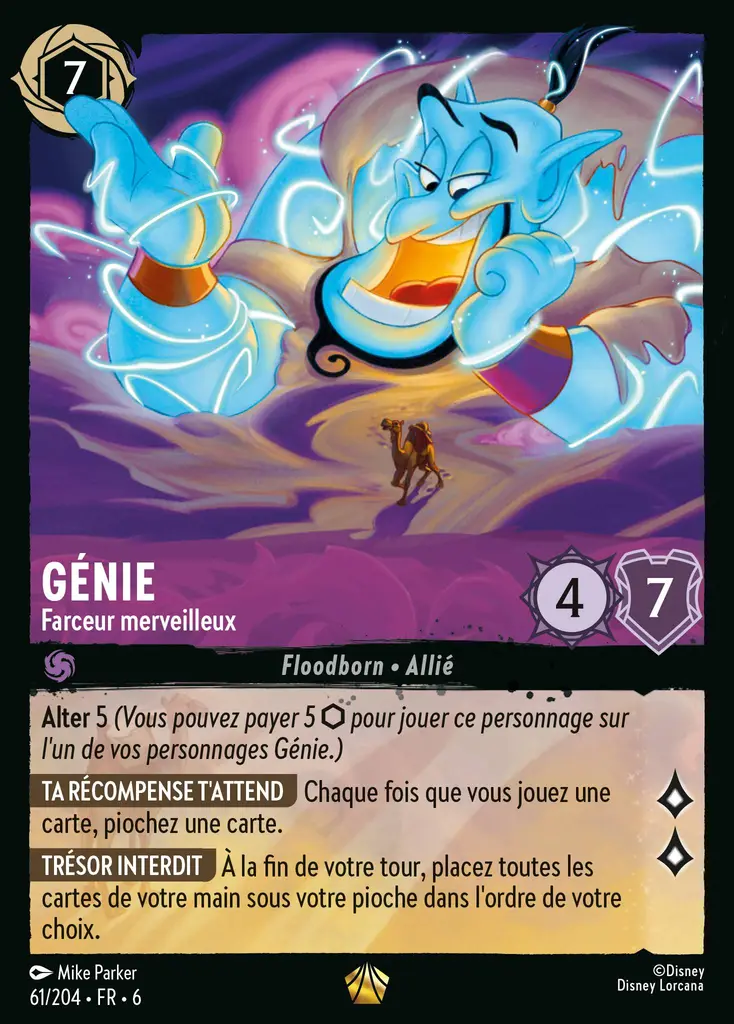 7
GÉNIE
Farceur merveilleux
4
7
Floodborn • Allié
Alter 5 (Vous pouvez payer 5 ⬡ pour jouer ce personnage sur
l'un de vos personnages Génie.)
TA RÉCOMPENSE T'ATTEND Chaque fois que vous jouez une
carte, piochez une carte.
TRÉSOR INTERDIT À la fin de votre tour, placez toutes les
cartes de votre main sous votre pioche dans l'ordre de votre
choix.
Mike Parker
61/204 • FR • 6
©Disney
Disney Lorcana